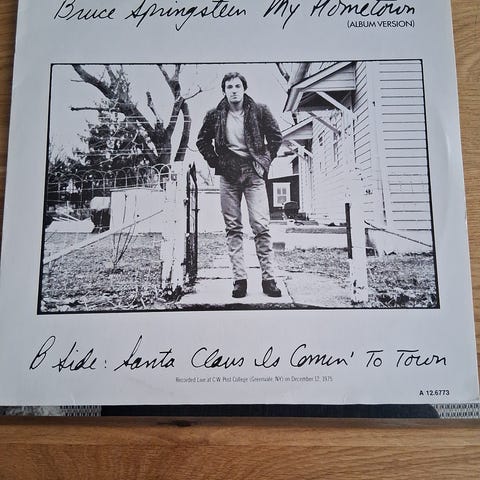 Bruce Springsteen My Hometown
(ALBUM VERSION)
B Side: Santa Claus Is Comin' To Town
Recorded Live at C.W. Post College (Greenvale, NY) on December 12, 1975
A 12.6773